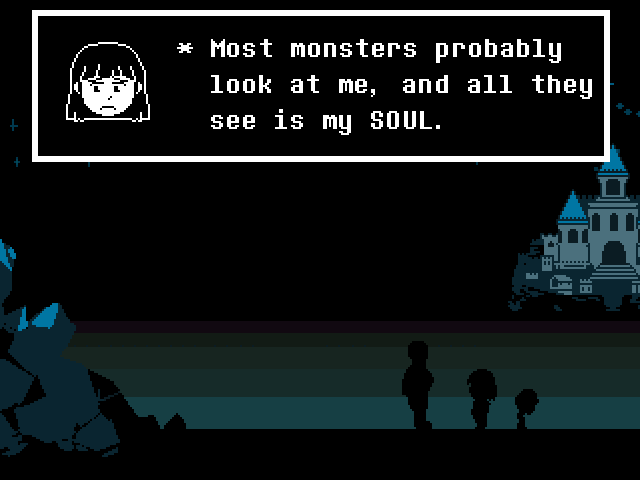 * Most monsters probably
look at me, and all they
see is my SOUL.